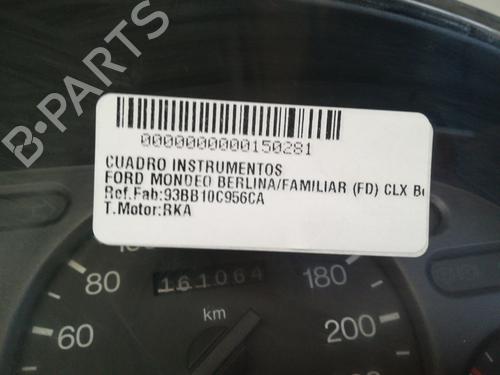 B-PARTS
0000000000150281
CUADRO INSTRUMENTOS
FORD MONDEO BERLINA/FAMILIAR (FD) CLX B
Ref.Fab:93BB10C956CA
T.Motor:RKA
80
161064
180
km
60
200